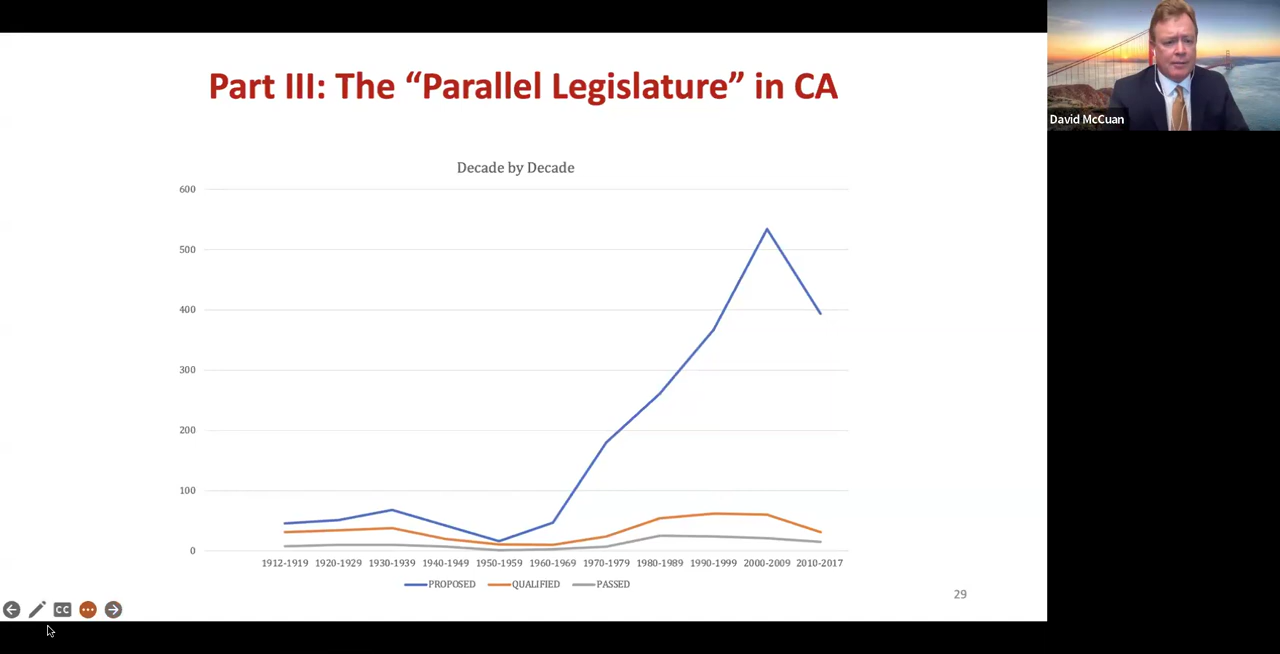 Part III: The “Parallel Legislature” in CA
David McCuan
Decade by Decade
600
500
400
300
200
100
0
1912-1919 1920-1929 1930-1939 1940-1949 1950-1959 1960-1969 1970-1979 1980-1989 1990-1999 2000-2009 2010-2017
PROPOSED QUALIFIED PASSED
29
CC